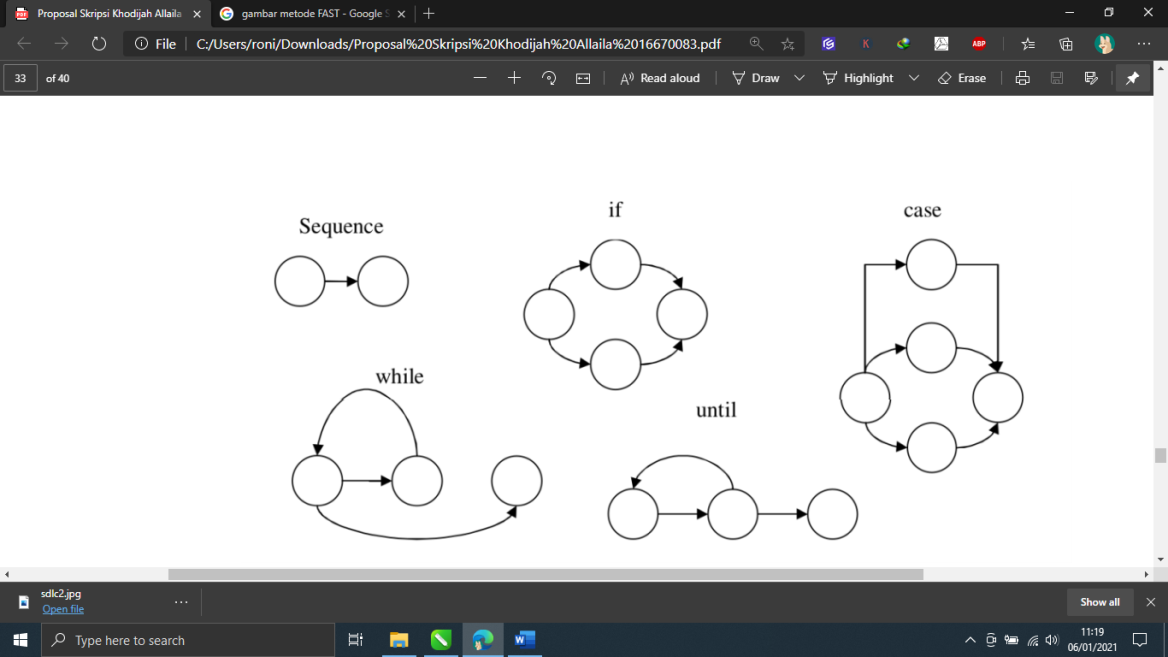 Proposal Skripsi Khodijah Allaila
gambar metode FAST - Google S
File
C:/Users/roni/Downloads/Proposal%20Skripsi%20Khodijah%20Allaila%2016670083.pdf
K
ABP
33
of 40
Read aloud
Draw
Highlight
Erase
Sequence
if
case
while
until
sdlc2.jpg
Open file
Show all
Type here to search
11:19
06/01/2021